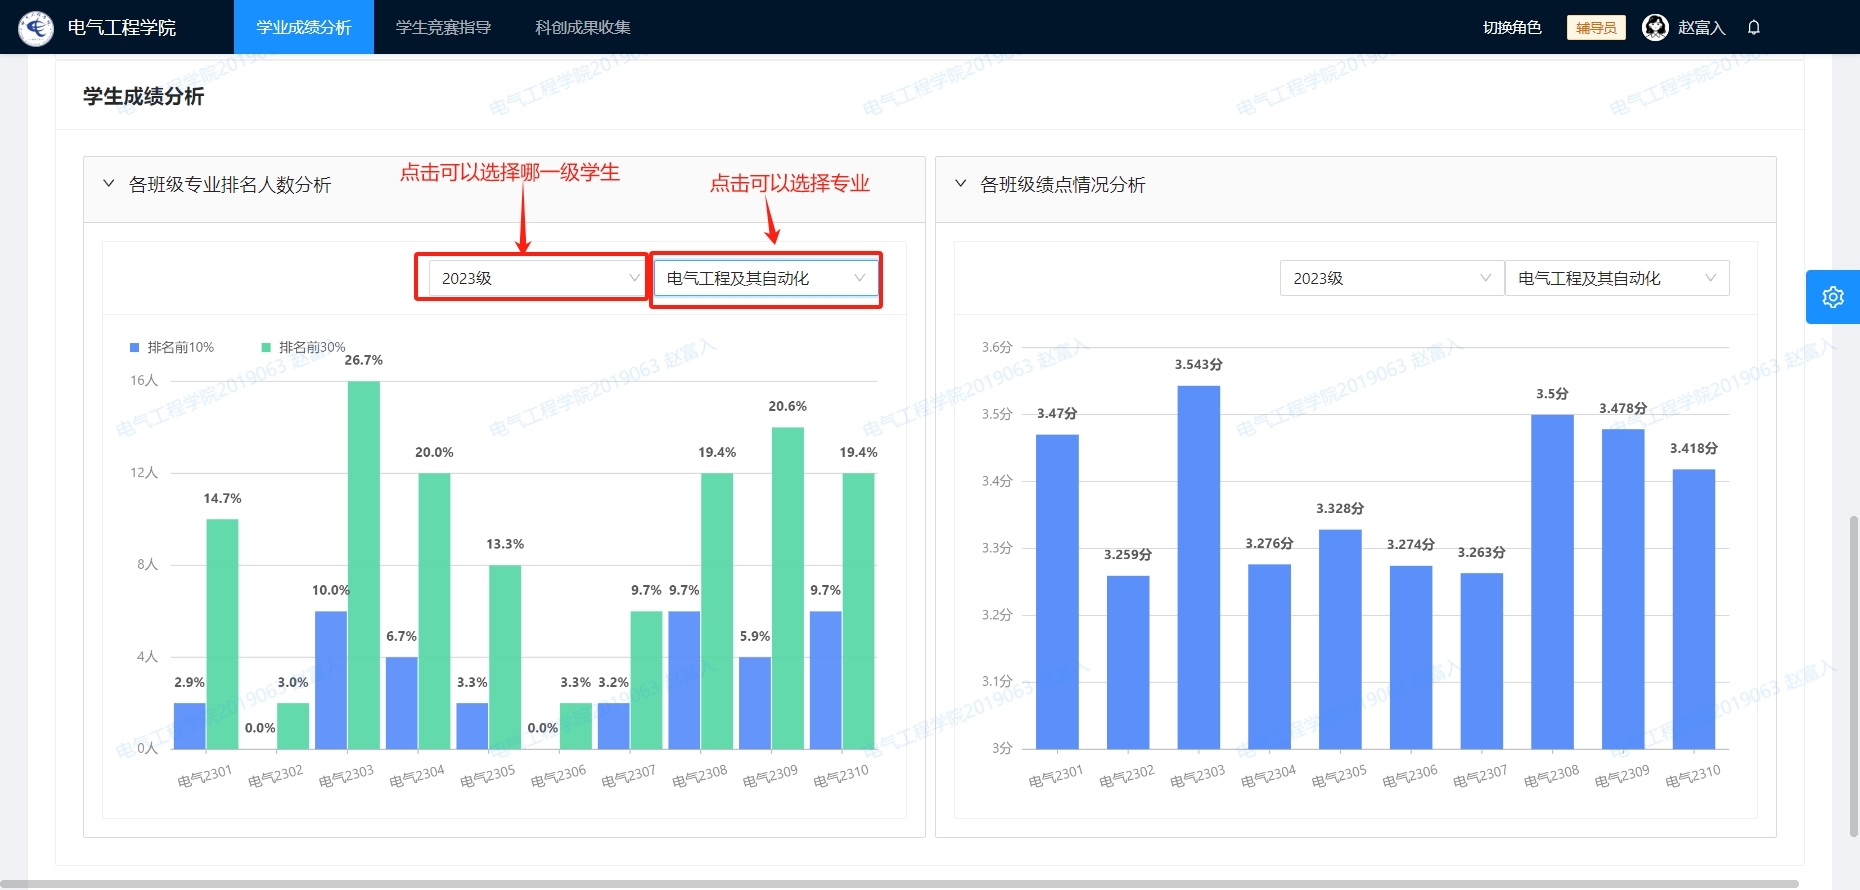 电气工程学院
学业成绩分析
学生竞赛指导
科创成果收集
切换角色
辅导员
赵富入
学生成绩分析
各班级专业排名人数分析
点击可以选择哪一级学生
点击可以选择专业
2023级
电气工程及其自动化
排名前10%
排名前30%
16人
12人
8人
4人
0人
2.9%
14.7%
0.0%
3.0%
10.0%
26.7%
6.7%
20.0%
3.3%
13.3%
0.0%
3.3%
3.2%
9.7%
9.7%
19.4%
5.9%
20.6%
9.7%
19.4%
电气2301
电气2302
电气2303
电气2304
电气2305
电气2306
电气2307
电气2308
电气2309
电气2310
各班级绩点情况分析
2023级
电气工程及其自动化
3.6分
3.5分
3.4分
3.3分
3.2分
3.1分
3分
3.47分
3.259分
3.543分
3.276分
3.328分
3.274分
3.263分
3.5分
3.478分
3.418分
电气2301
电气2302
电气2303
电气2304
电气2305
电气2306
电气2307
电气2308
电气2309
电气2310
电气工程学院2019063 赵富入